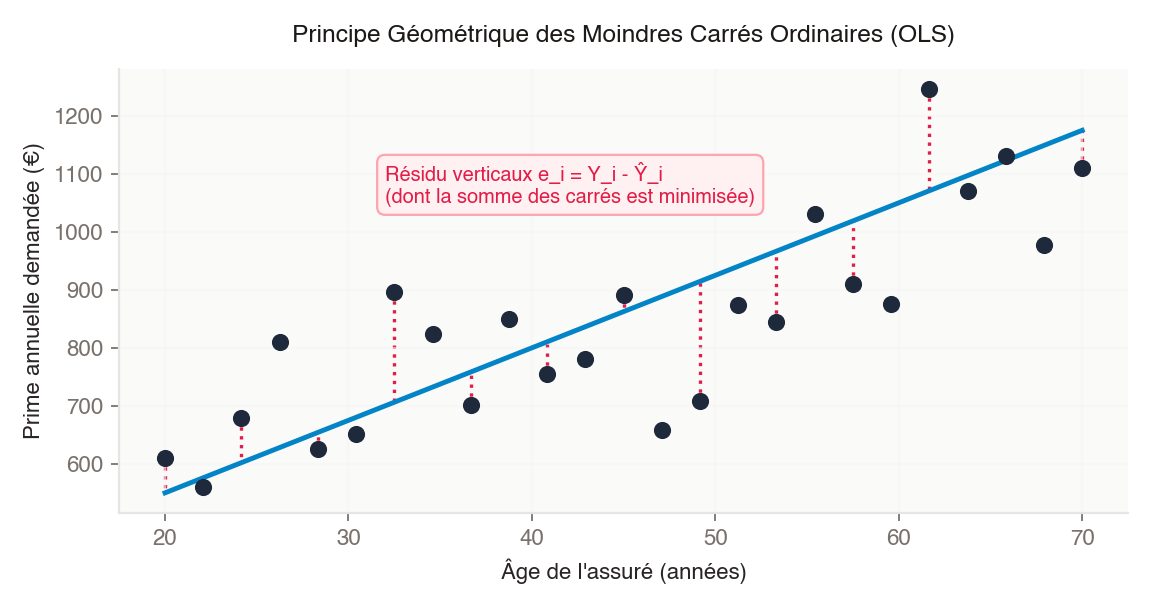 Principe Géométrique des Moindres Carrés Ordinaires (OLS)
Prime annuelle demandée (€)
1200
1100
1000
900
800
700
600
Résidu verticaux e_i = Y_i - Ŷ_i
(dont la somme des carrés est minimisée)
20 30 40 50 60 70
Âge de l'assuré (années)